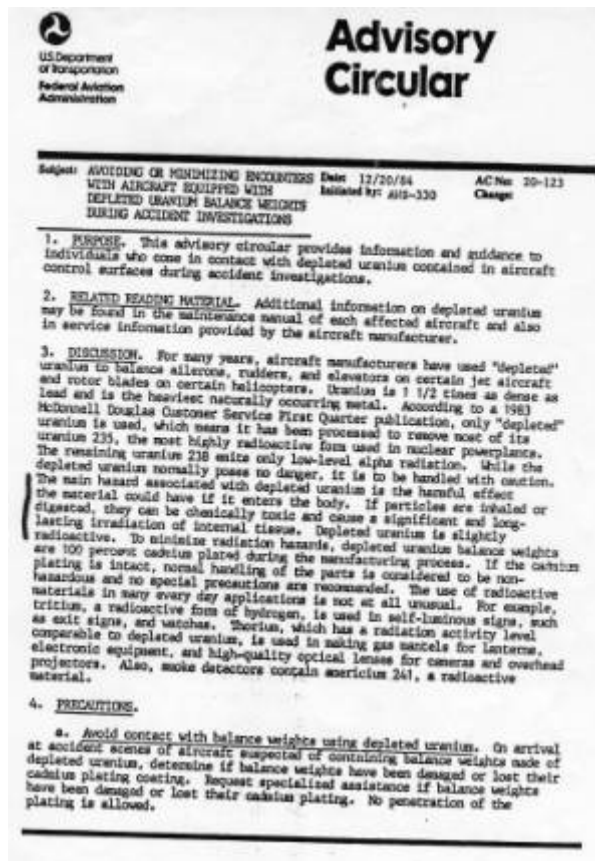 Advisory
Circular
U.S. Department
of Transportation
Federal Aviation
Administration
Subject: AVOIDING OR MINIMIZING ENCOUNTERS
WITH AIRCRAFT EQUIPPED WITH
DEPLETED URANIUM BALANCE WEIGHTS
DURING ACCIDENT INVESTIGATIONS
Date: 12/20/84
Initiated by: AWS-330
AC No: 20-123
Change:
1. PURPOSE. This advisory circular provides information and guidance to
individuals who come in contact with depleted uranium contained in aircraft
control surfaces during accident investigations.
2. RELATED READING MATERIAL. Additional information on depleted uranium
may be found in the maintenance manual of each affected aircraft and also
in service information provided by the aircraft manufacturer.
3. DISCUSSION. For many years, aircraft manufacturers have used "depleted"
uranium to balance ailerons, rudders, and elevators on certain jet aircraft
and rotor blades on certain helicopters. Uranium is 1 1/2 times as dense as
lead and is the heaviest naturally occurring metal. According to a 1983
McDonnell Douglas Customer Service First Quarter publication, only "depleted"
uranium is used, which means it has been processed to remove most of its
uranium 235, the most highly radioactive form used in nuclear powerplants.
The remaining uranium 238 emits only low-level alpha radiation. While the
depleted uranium normally poses no danger, it is to be handled with caution.
The main hazard associated with depleted uranium is the harmful effect
the material could have if it enters the body. If particles are inhaled or
digested, they can be chemically toxic and cause a significant and long-
lasting irradiation of internal tissue. Depleted uranium is slightly
radioactive. To minimize radiation hazards, depleted uranium balance weights
are 100 percent cadmium plated during the manufacturing process. If the cadmium
plating is intact, normal handling of the parts is considered to be non-
hazardous and no special precautions are recommended. The use of radioactive
materials in many every day applications is not at all unusual. For example,
tritium, a radioactive form of hydrogen, is used in self-luminous signs, such
as exit signs, and watches. Thorium, which has a radiation activity level
comparable to depleted uranium, is used in making gas mantels for lanterns,
electronic equipment, and high-quality optical lenses for cameras and overhead
projectors. Also, smoke detectors contain americium 241, a radioactive
material.
4. PRECAUTIONS.
a. Avoid contact with balance weights using depleted uranium. On arrival
at accident scenes of aircraft suspected of containing balance weights made of
depleted uranium, determine if balance weights have been damaged or lost their
cadmium plating coating. Request specialized assistance if balance weights
have been damaged or lost their cadmium plating. No penetration of the
plating is allowed.